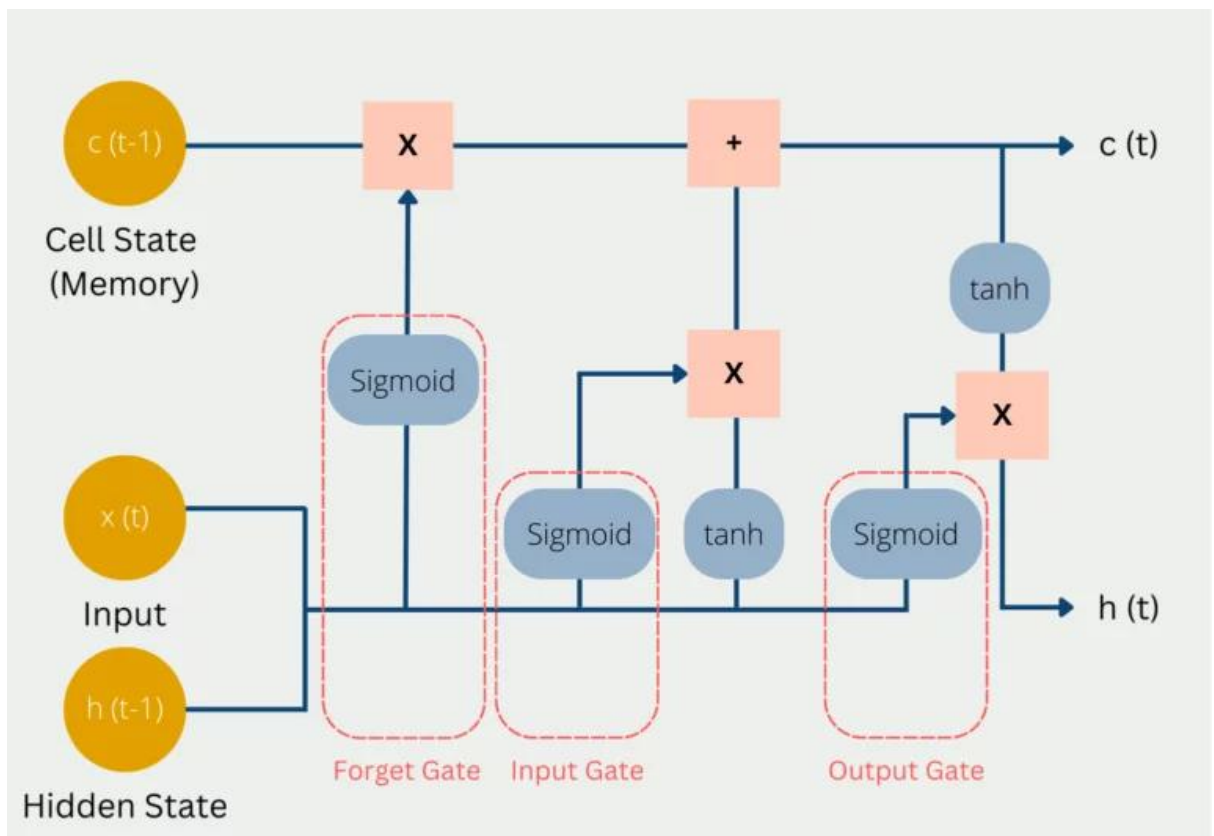 c (t-1)
X
+
c (t)
Cell State
(Memory)
tanh
Sigmoid
X
X
x (t)
Sigmoid
tanh
Sigmoid
Input
h (t)
h (t-1)
Forget Gate
Input Gate
Output Gate
Hidden State